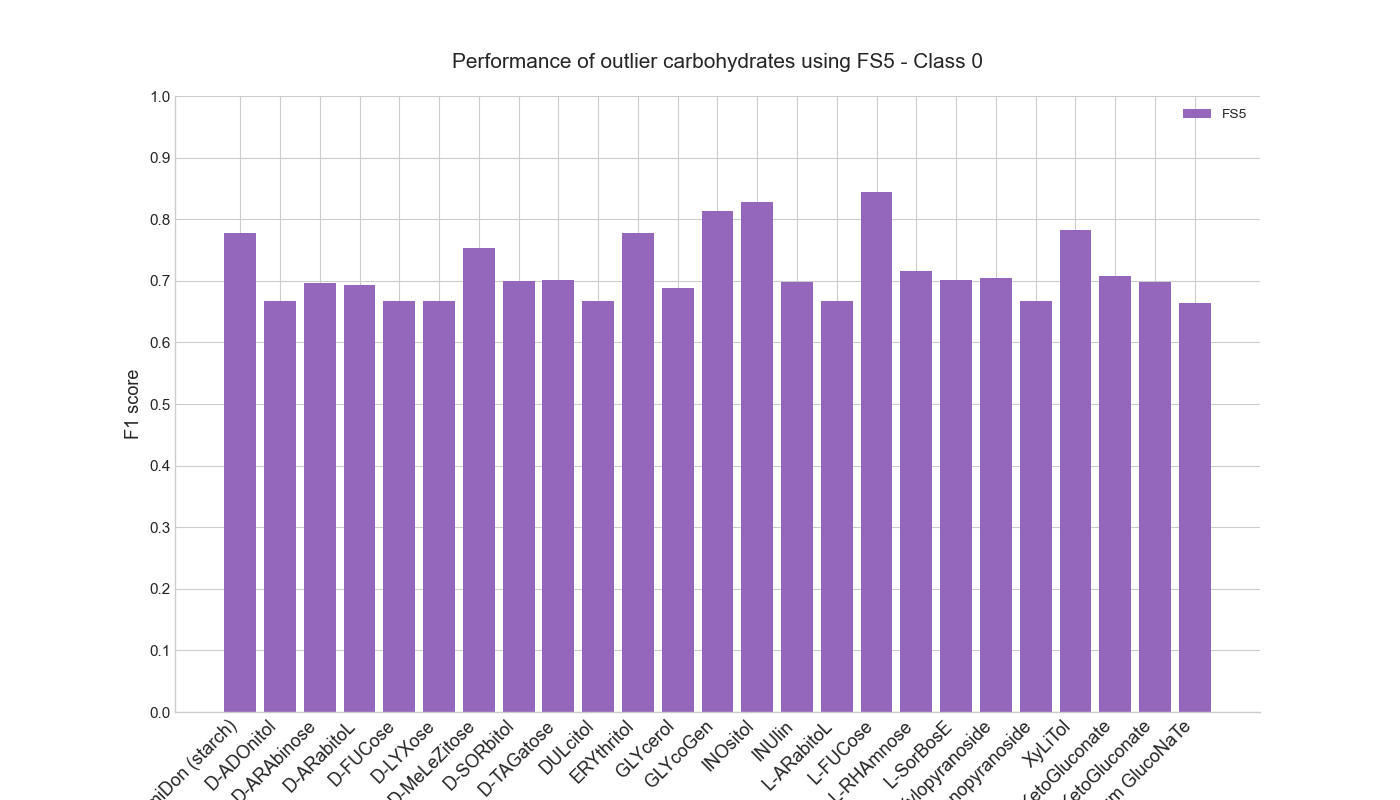 Performance of outlier carbohydrates using FS5 - Class 0
FS5
F1 score
1.0
0.9
0.8
0.7
0.6
0.5
0.4
0.3
0.2
0.1
0.0
(starch)
D-ADOnitol
D-ARAbinose
D-ARabitoL
D-FUCose
D-LYXose
D-MeLeZitose
D-SORbitol
D-TAGatose
DULcitol
ERYthritol
GLYcerol
GLYcoGen
INOsitol
INUlin
L-ARabitoL
L-FUCose
L-RHAmnose
L-SorBosE
XyLiTol
GlucoNaTe